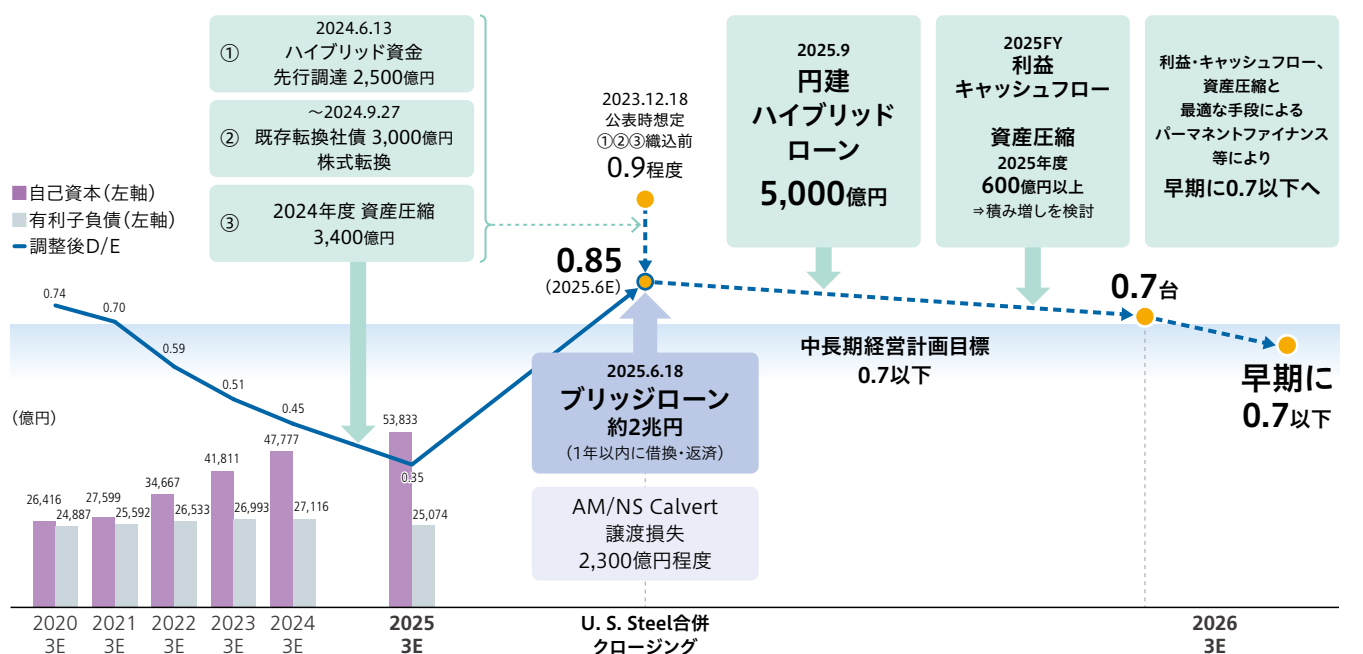 ①
2024.6.13
ハイブリッド資金
先行調達 2,500億円
②
～2024.9.27
既存転換社債 3,000億円
株式転換
③
2024年度 資産圧縮
3,400億円
2023.12.18
公表時想定
①②③織込前
0.9程度
2025.9
円建
ハイブリッド
ローン
5,000億円
2025FY
利益
キャッシュフロー
資産圧縮
2025年度
600億円以上
⇒積み増しを検討
利益・キャッシュフロー、
資産圧縮と
最適な手段による
パーマネントファイナンス
等により
早期に0.7以下へ
自己資本（左軸）
有利子負債（左軸）
調整後D/E
0.85
（2025.6E）
0.7台
0.74
0.70
0.59
0.51
0.45
0.35
中長期経営計画目標
0.7以下
早期に
0.7以下
2025.6.18
ブリッジローン
約2兆円
（1年以内に借換・返済）
AM/NS Calvert
譲渡損失
2,300億円程度
（億円）
26,416
24,887
27,599
25,592
34,667
26,533
41,811
26,993
47,777
27,116
53,833
25,074
2020
3E
2021
3E
2022
3E
2023
3E
2024
3E
2025
3E
U. S. Steel合併
クロージング
2026
3E